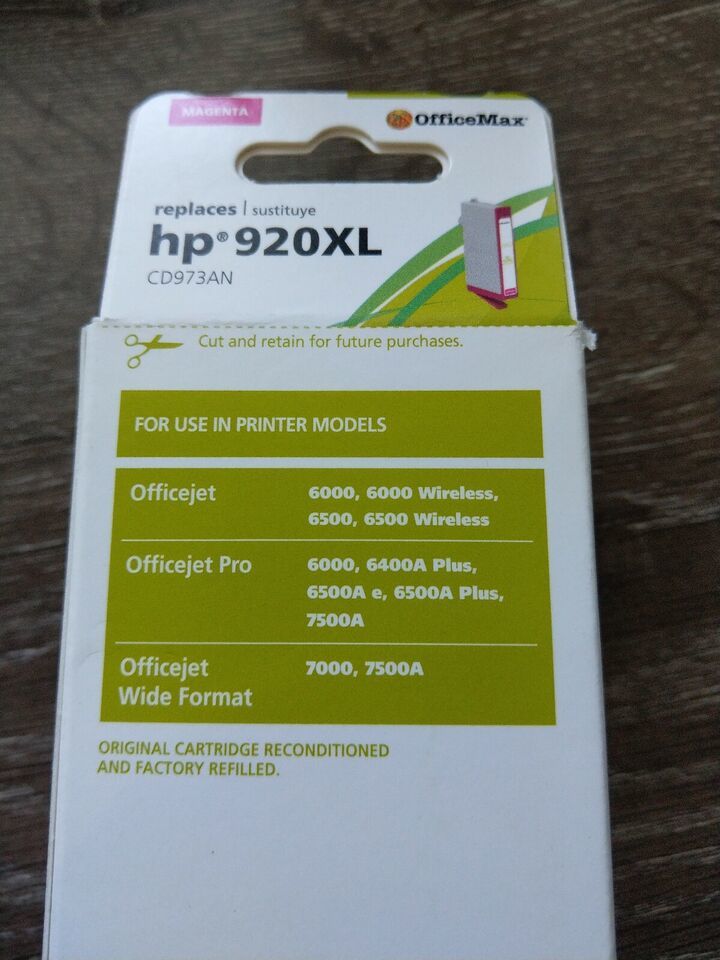 MAGENTA
OfficeMax
replaces | sustituye
hp® 920XL
CD973AN
Cut and retain for future purchases.
FOR USE IN PRINTER MODELS
Officejet
6000, 6000 Wireless,
6500, 6500 Wireless
Officejet Pro
6000, 6400A Plus,
6500A e, 6500A Plus,
7500A
Officejet
Wide Format
7000, 7500A
ORIGINAL CARTRIDGE RECONDITIONED
AND FACTORY REFILLED.